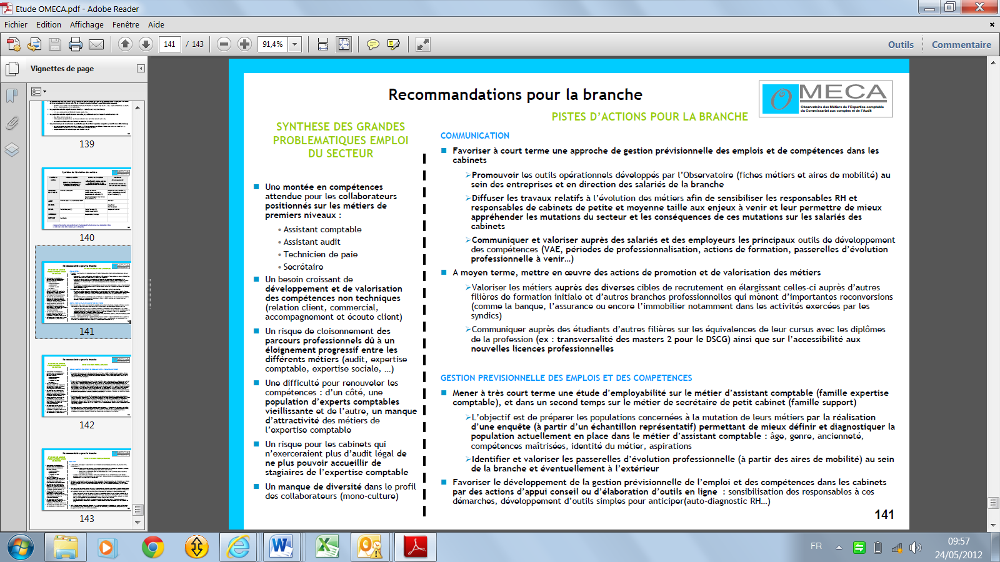 Etude OMECA.pdf - Adobe Reader
Fichier Edition Affichage Fenêtre Aide
141 / 143 91,4% Outils Commentaire
Vignettes de page
139
140
141
142
143
Recommandations pour la branche
OMECA
Observatoire des Métiers de l'Expertise comptable
du Commissariat aux comptes et de l'Audit
SYNTHESE DES GRANDES
PROBLEMATIQUES EMPLOI
DU SECTEUR
Une montée en compétences
attendue pour les collaborateurs
positionnés sur les métiers de
premiers niveaux :
• Assistant comptable
• Assistant audit
• Technicien de paie
• Secrétaire
Un besoin croissant de
développement et de valorisation
des compétences non techniques
(relation client, commercial,
accompagnement et écoute client)
Un risque de cloisonnement des
parcours professionnels dû à un
éloignement progressif entre les
différents métiers (audit, expertise
comptable, expertise sociale, …)
Une difficulté pour renouveler les
compétences : d'un côté, une
population d'experts comptables
vieillissante et de l'autre, un manque
d'attractivité des métiers de
l'expertise comptable
Un risque pour les cabinets qui
n'exerceraient plus d'audit légal de
ne plus pouvoir accueillir de
stagiaires de l'expertise comptable
Un manque de diversité dans le profil
des collaborateurs (mono-culture)
PISTES D'ACTIONS POUR LA BRANCHE
COMMUNICATION
Favoriser à court terme une approche de gestion prévisionnelle des emplois et de compétences dans les
cabinets
Promouvoir les outils opérationnels développés par l'Observatoire (fiches métiers et aires de mobilité) au
sein des entreprises et en direction des salariés de la branche
Diffuser les travaux relatifs à l'évolution des métiers afin de sensibiliser les responsables RH et
responsables de cabinets de petite et moyenne taille aux enjeux à venir et leur permettre de mieux
appréhender les mutations du secteur et les conséquences de ces mutations sur les salariés des
cabinets
Communiquer et valoriser auprès des salariés et des employeurs les principaux outils de développement
des compétences (VAE, périodes de professionnalisation, actions de formation, passerelles d'évolution
professionnelle à venir…)
A moyen terme, mettre en œuvre des actions de promotion et de valorisation des métiers
Valoriser les métiers auprès des diverses cibles de recrutement en élargissant celles-ci auprès d'autres
filières de formation initiale et d'autres branches professionnelles qui mènent d'importantes reconversions
(comme la banque, l'assurance ou encore l'immobilier notamment dans les activités exercées par les
syndics)
Communiquer auprès des étudiants d'autres filières sur les équivalences de leur cursus avec les diplômes
de la profession (ex : transversalité des masters 2 pour le DSCG) ainsi que sur l'accessibilité aux
nouvelles licences professionnelles
GESTION PREVISIONNELLE DES EMPLOIS ET DES COMPETENCES
Mener à très court terme une étude d'employabilité sur le métier d'assistant comptable (famille expertise
comptable), et dans un second temps sur le métier de secrétaire de petit cabinet (famille support)
L'objectif est de préparer les populations concernées à la mutation de leurs métiers par la réalisation
d'une enquête (à partir d'un échantillon représentatif) permettant de mieux définir et diagnostiquer la
population actuellement en place dans le métier d'assistant comptable : âge, genre, ancienneté,
compétences maîtrisées, identité du métier, aspirations
Identifier et valoriser les passerelles d'évolution professionnelle (à partir des aires de mobilité) au sein
de la branche et éventuellement à l'extérieur
Favoriser le développement de la gestion prévisionnelle de l'emploi et des compétences dans les cabinets
par des actions d'appui conseil ou d'élaboration d'outils en ligne : sensibilisation des responsables à ces
démarches, développement d'outils simples pour anticiper(auto-diagnostic RH…)
141
FR
09:57
24/05/2012